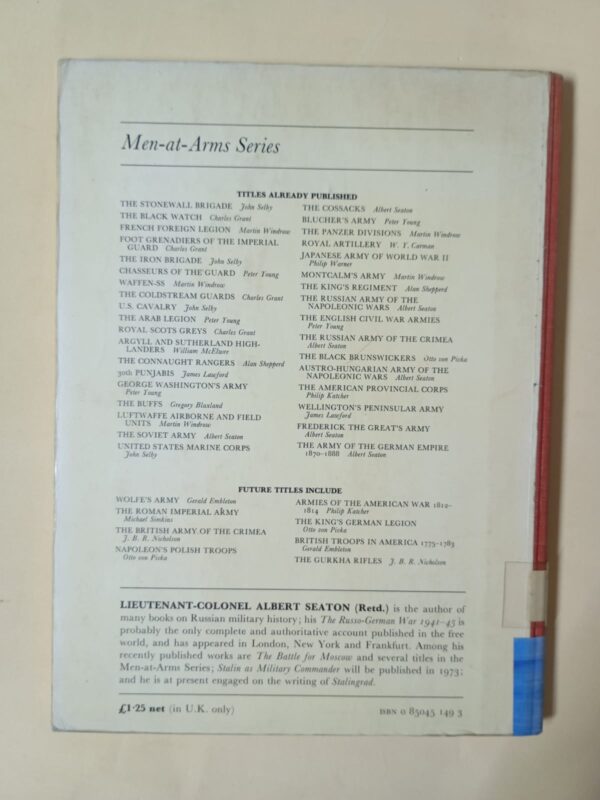 Men-at-Arms Series
TITLES ALREADY PUBLISHED
THE STONEWALL BRIGADE John Selby
THE BLACK WATCH Charles Grant
FRENCH FOREIGN LEGION Martin Windrow
FOOT GRENADIERS OF THE IMPERIAL
GUARD Charles Grant
THE IRON BRIGADE John Selby
CHASSEURS OF THE GUARD Peter Young
WAFFEN-SS Martin Windrow
THE COLDSTREAM GUARDS Charles Grant
U.S. CAVALRY John Selby
THE ARAB LEGION Peter Young
ROYAL SCOTS GREYS Charles Grant
ARGYLL AND SUTHERLAND HIGH-
LANDERS William McElwee
THE CONNAUGHT RANGERS Alan Shepperd
30th PUNJABIS James Lawford
GEORGE WASHINGTON'S ARMY
Peter Young
THE BUFFS Gregory Blaxland
LUFTWAFFE AIRBORNE AND FIELD
UNITS Martin Windrow
THE SOVIET ARMY Albert Seaton
UNITED STATES MARINE CORPS
John Selby
THE COSSACKS Albert Seaton
BLUCHER'S ARMY Peter Young
THE PANZER DIVISIONS Martin Windrow
ROYAL ARTILLERY W. Y. Carman
JAPANESE ARMY OF WORLD WAR II
Philip Warner
MONTCALM'S ARMY Martin Windrow
THE KING'S REGIMENT Alan Shepperd
THE RUSSIAN ARMY OF THE
NAPOLEONIC WARS Albert Seaton
THE ENGLISH CIVIL WAR ARMIES
Peter Young
THE RUSSIAN ARMY OF THE CRIMEA
Albert Seaton
THE BLACK BRUNSWICKERS Otto von Pivka
AUSTRO-HUNGARIAN ARMY OF THE
NAPOLEONIC WARS Albert Seaton
THE AMERICAN PROVINCIAL CORPS
Philip Katcher
WELLINGTON'S PENINSULAR ARMY
James Lawford
FREDERICK THE GREAT'S ARMY
Albert Seaton
THE ARMY OF THE GERMAN EMPIRE
1870–1888 Albert Seaton
FUTURE TITLES INCLUDE
WOLFE'S ARMY Gerald Embleton
THE ROMAN IMPERIAL ARMY
Michael Simkins
THE BRITISH ARMY OF THE CRIMEA
J. B. R. Nicholson
NAPOLEON'S POLISH TROOPS
Otto von Pivka
ARMIES OF THE AMERICAN WAR 1812–
1814 Philip Katcher
THE KING'S GERMAN LEGION
Otto von Pivka
BRITISH TROOPS IN AMERICA 1775–1783
Gerald Embleton
THE GURKHA RIFLES J. B. R. Nicholson
LIEUTENANT-COLONEL ALBERT SEATON (Retd.) is the author of
many books on Russian military history; his The Russo-German War 1941–45 is
probably the only complete and authoritative account published in the free
world, and has appeared in London, New York and Frankfurt. Among his
recently published works are The Battle for Moscow and several titles in the
Men-at-Arms Series; Stalin as Military Commander will be published in 1973;
and he is at present engaged on the writing of Stalingrad.
£1·25 net (in U.K. only)
ISBN 0 85045 149 3